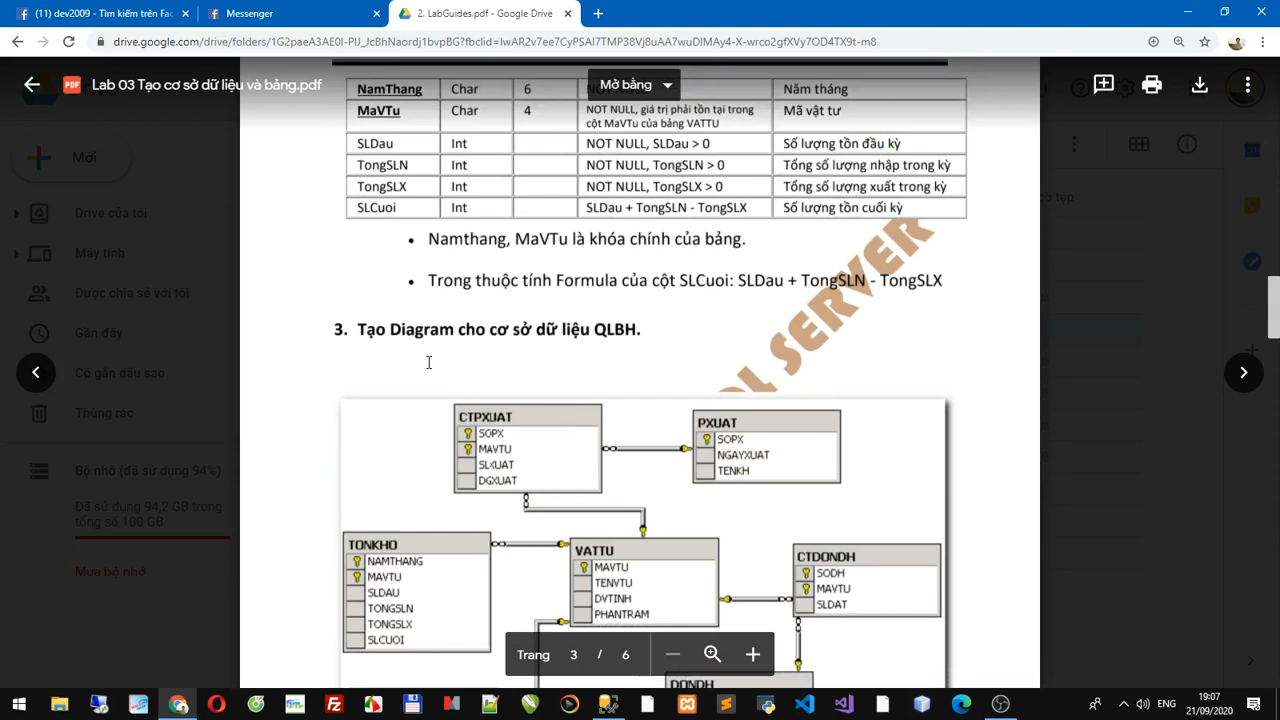 (11) dev2009 - Tìm kiếm trên Fac
Messenger
2. LabGuides.pdf - Google Drive
drive.google.com/drive/folders/1G2paeA3AE0I-PIJ_JcBhNaordj1bvpBG?fbclid=IwAR2v7ee7CyPSAI7TMP38Vj8uAA7wuDIMAy4-X-wrco2gfXVy7OD4TX9t-m8
Lab 03 Tạo cơ sở dữ liệu và bảng.pdf
Mở bằng
NamThang Char 6 Năm tháng
MaVTu Char 4 NOT NULL, giá trị phải tồn tại trong cột MaVTu của bảng VATTU Mã vật tư
SLDau Int NOT NULL, SLDau > 0 Số lượng tồn đầu kỳ
TongSLN Int NOT NULL, TongSLN > 0 Tổng số lượng nhập trong kỳ
TongSLX Int NOT NULL, TongSLX > 0 Tổng số lượng xuất trong kỳ
SLCuoi Int SLDau + TongSLN - TongSLX Số lượng tồn cuối kỳ
• Namthang, MaVTu là khóa chính của bảng.
• Trong thuộc tính Formula của cột SLCuoi: SLDau + TongSLN - TongSLX
3. Tạo Diagram cho cơ sở dữ liệu QLBH.
SERVER
CTPXUAT
SOPX
MAVTU
SLXUAT
DGXUAT
PXUAT
SOPX
NGAYXUAT
TENKH
TONKHO
NAMTHANG
MAVTU
SLDAU
TONGSLN
TONGSLX
SLCUOI
VATTU
MAVTU
TENVTU
DVTINH
PHANTRAM
CTDONDH
SODH
MAVTU
SLDAT
DONDH
Trang 3 / 6
Mới
Drive của tôi
Máy tính
Được chia sẻ với tôi
Gần đây
Có gắn dấu sao
Thùng rác
Bộ nhớ (đã sử dụng 94%)
Đã sử dụng 94,2 GB trong
tổng số 100 GB
Mua bộ nhớ
ENG
19:07
21/09/2020